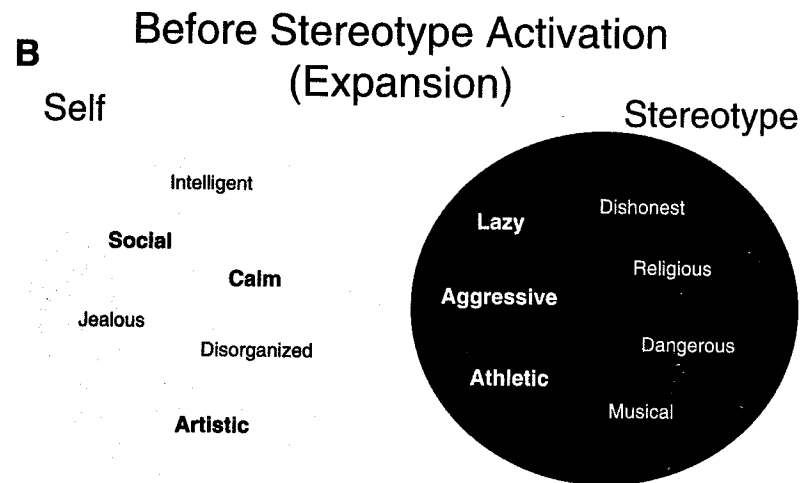 B
Before Stereotype Activation
(Expansion)
Self
Stereotype
Intelligent
Social
Calm
Jealous
Disorganized
Artistic
Lazy
Dishonest
Religious
Aggressive
Dangerous
Athletic
Musical